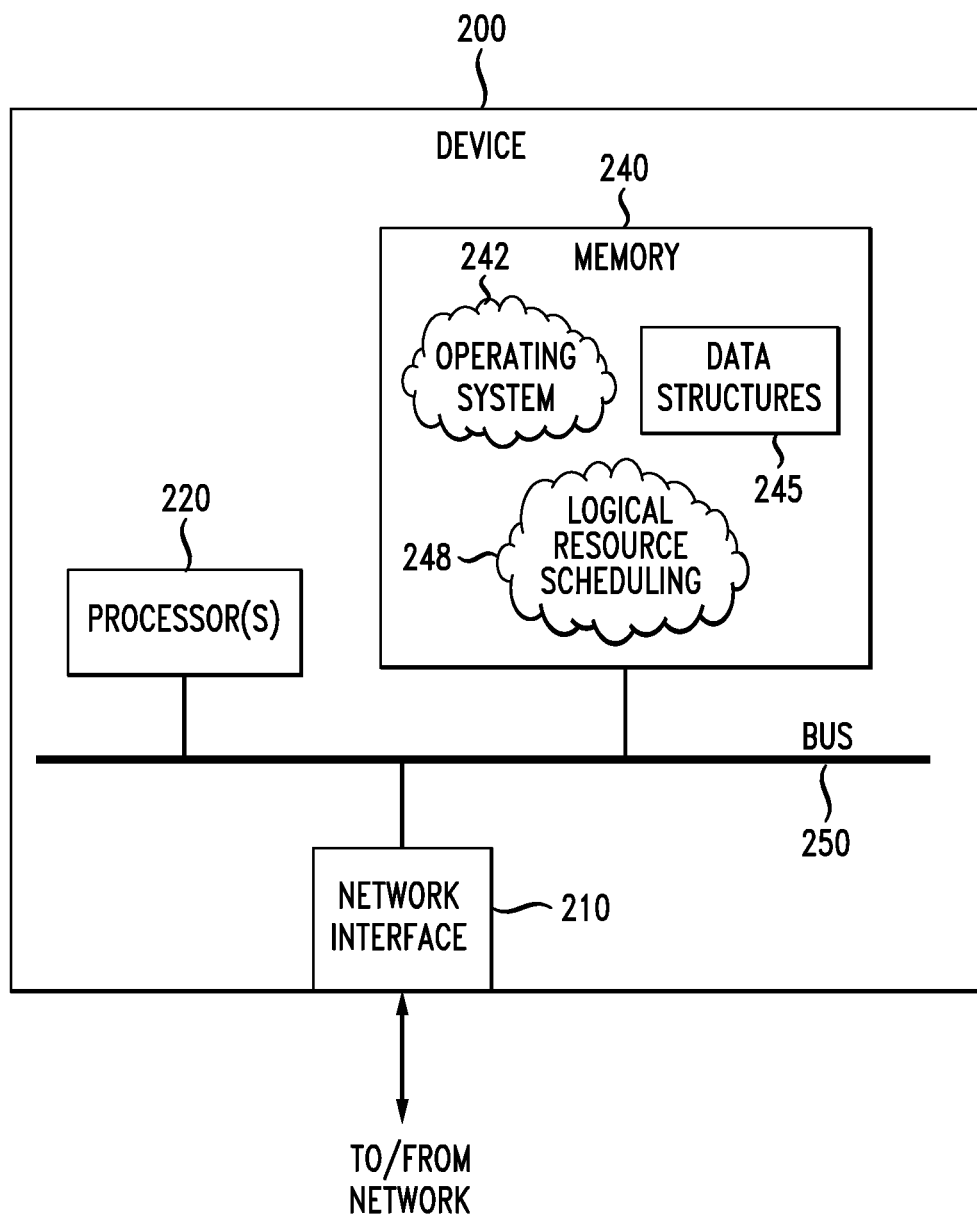 200
DEVICE
240
MEMORY
242
OPERATING
SYSTEM
DATA
STRUCTURES
245
LOGICAL
RESOURCE
SCHEDULING
248
220
PROCESSOR(S)
BUS
250
NETWORK
INTERFACE
210
TO/FROM
NETWORK